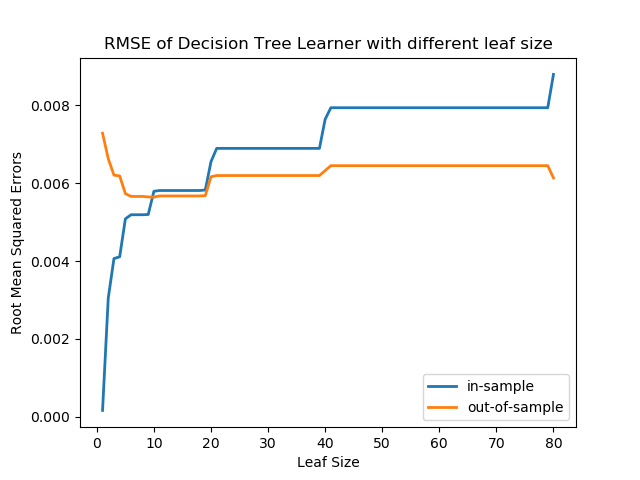 RMSE of Decision Tree Learner with different leaf size
Root Mean Squared Errors
0.008
0.006
0.004
0.002
0.000
0 10 20 30 40 50 60 70 80
Leaf Size
in-sample
out-of-sample